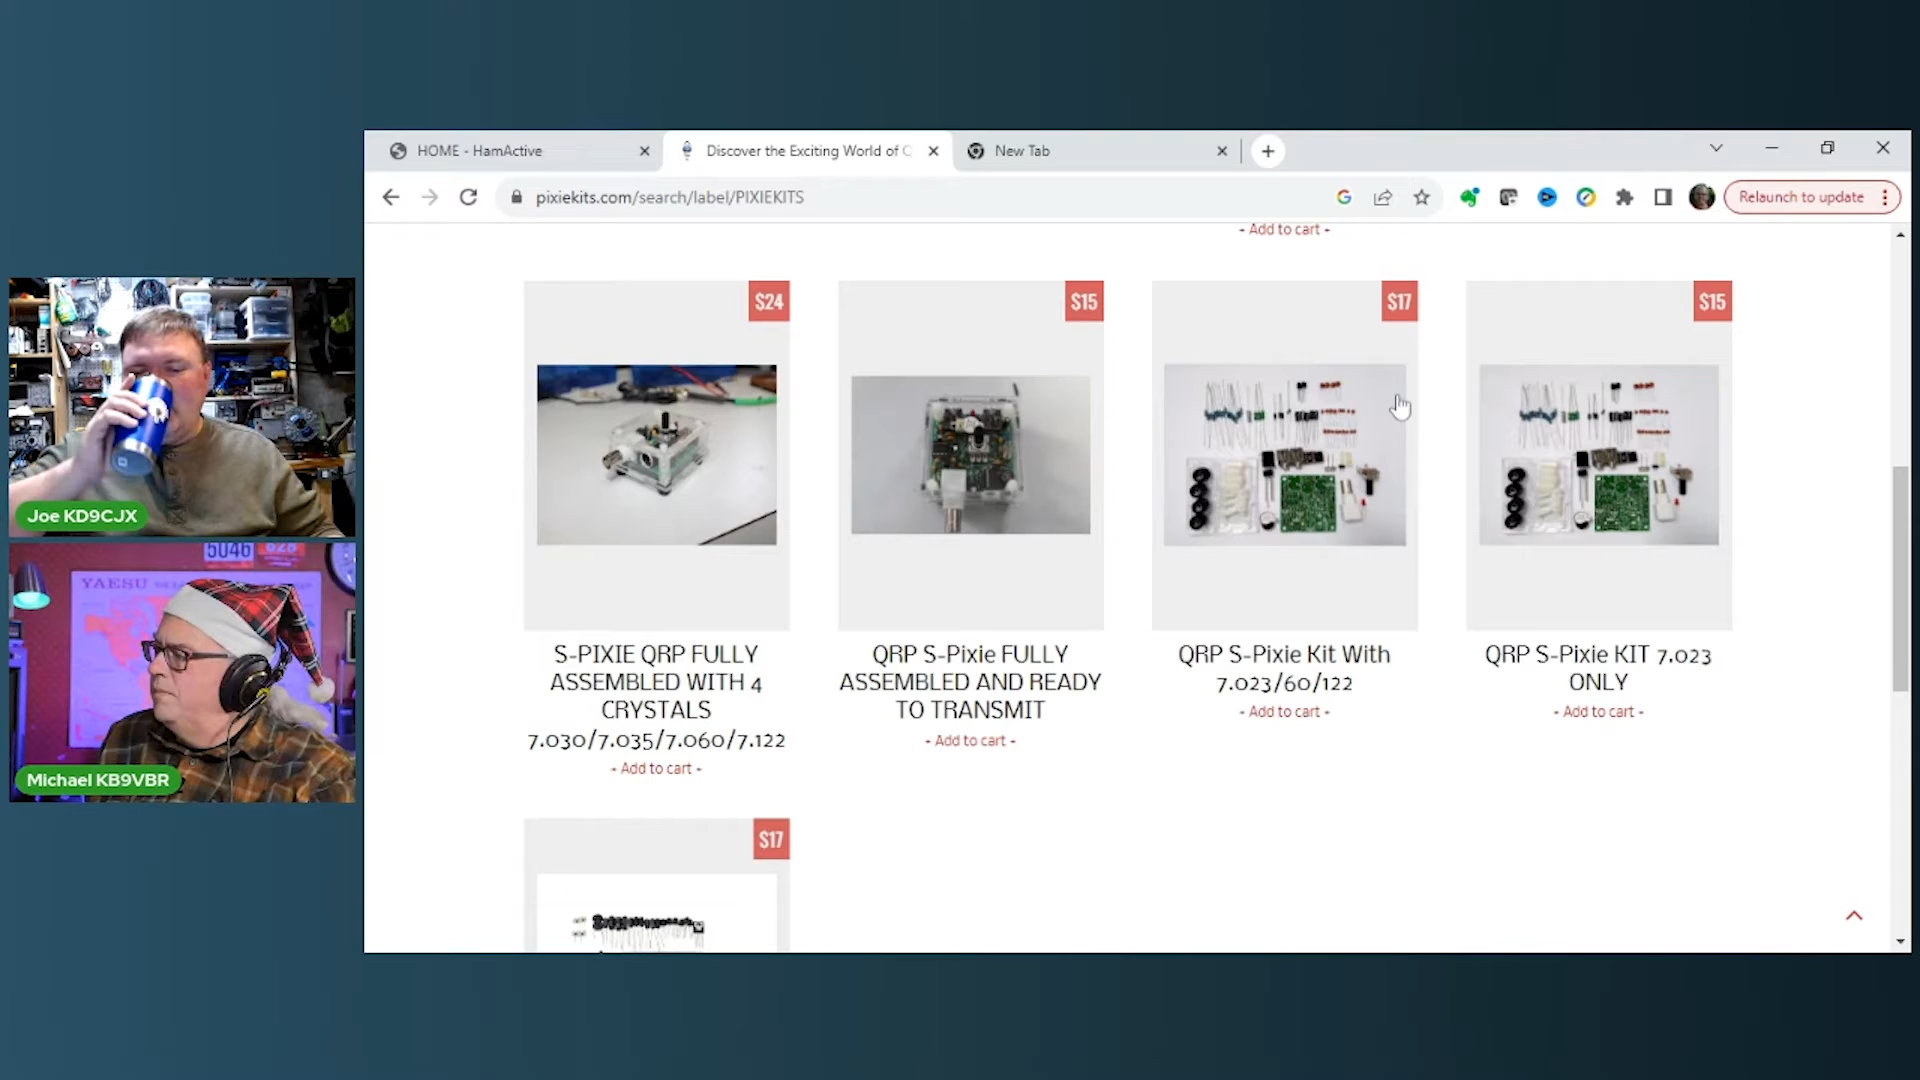 HOME - HamActive
Discover the Exciting World of
New Tab
pixiekits.com/search/label/PIXIEKITS
Relaunch to update
- Add to cart -
$24
$15
$17
$15
S-PIXIE QRP FULLY
ASSEMBLED WITH 4
CRYSTALS
7.030/7.035/7.060/7.122
- Add to cart -
QRP S-Pixie FULLY
ASSEMBLED AND READY
TO TRANSMIT
- Add to cart -
QRP S-Pixie Kit With
7.023/60/122
- Add to cart -
QRP S-Pixie KIT 7.023
ONLY
- Add to cart -
$17
Joe KD9CJX
5046
YAESU
Michael KB9VBR